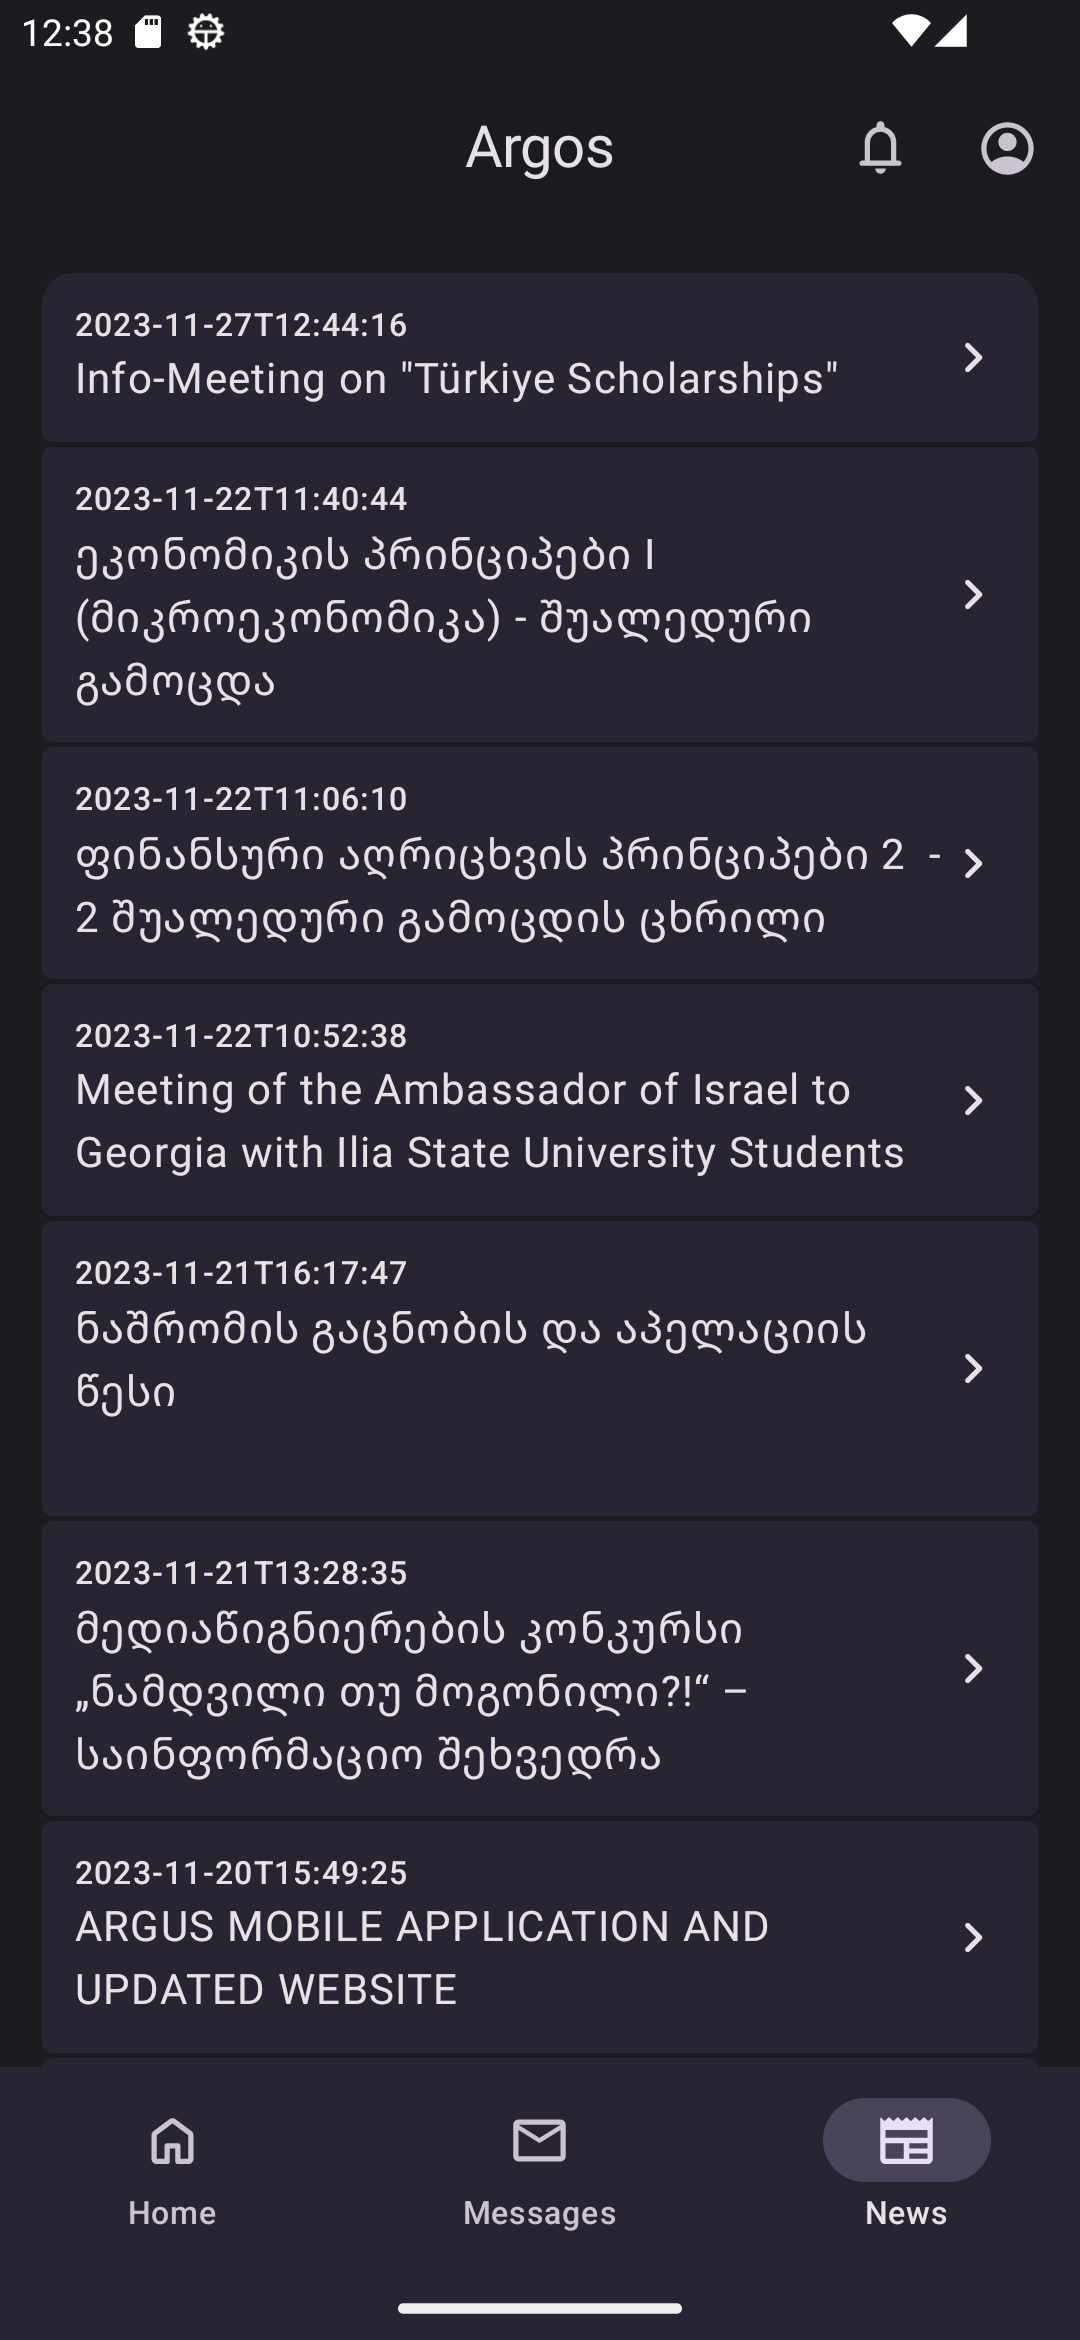 12:38
Argos
2023-11-27T12:44:16
Info-Meeting on "Türkiye Scholarships"
2023-11-22T11:40:44
ეკონომიკის პრინციპები I
(მიკროეკონომიკა) - შუალედური
გამოცდა
2023-11-22T11:06:10
ფინანსური აღრიცხვის პრინციპები 2  -
2 შუალედური გამოცდის ცხრილი
2023-11-22T10:52:38
Meeting of the Ambassador of Israel to
Georgia with Ilia State University Students
2023-11-21T16:17:47
ნაშრომის გაცნობის და აპელაციის
წესი
2023-11-21T13:28:35
მედიაწიგნიერების კონკურსი
„ნამდვილი თუ მოგონილი?!“ –
საინფორმაციო შეხვედრა
2023-11-20T15:49:25
ARGUS MOBILE APPLICATION AND
UPDATED WEBSITE
Home
Messages
News